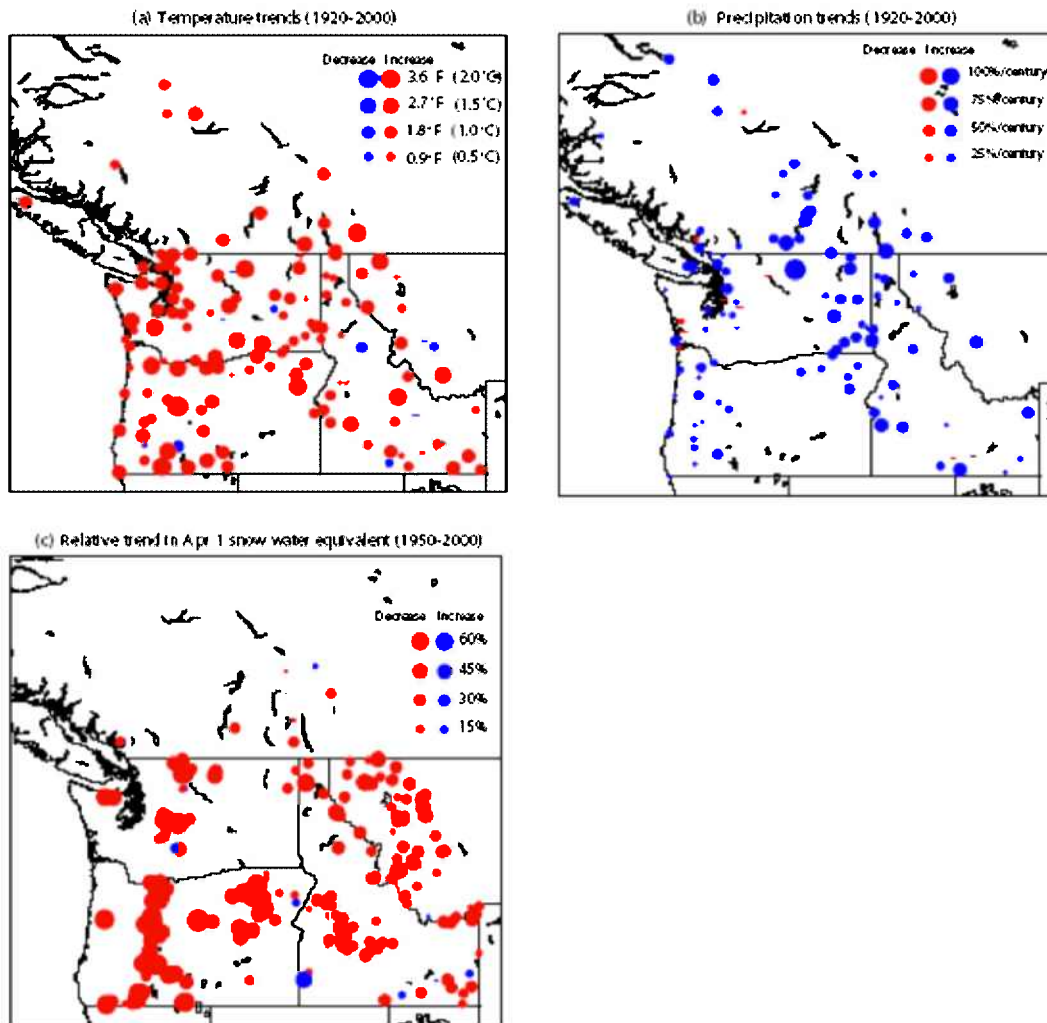 (a) Temperature trends (1920-2000)
Decrease Increase
3.6°F (2.0°C)
2.7°F (1.5°C)
1.8°F (1.0°C)
0.9°F (0.5°C)
(b) Precipitation trends (1920-2000)
Decrease Increase
100%/century
75%/century
50%/century
25%/century
(c) Relative trend in Apr 1 snow water equivalent (1950-2000)
Decrease Increase
60%
45%
30%
15%